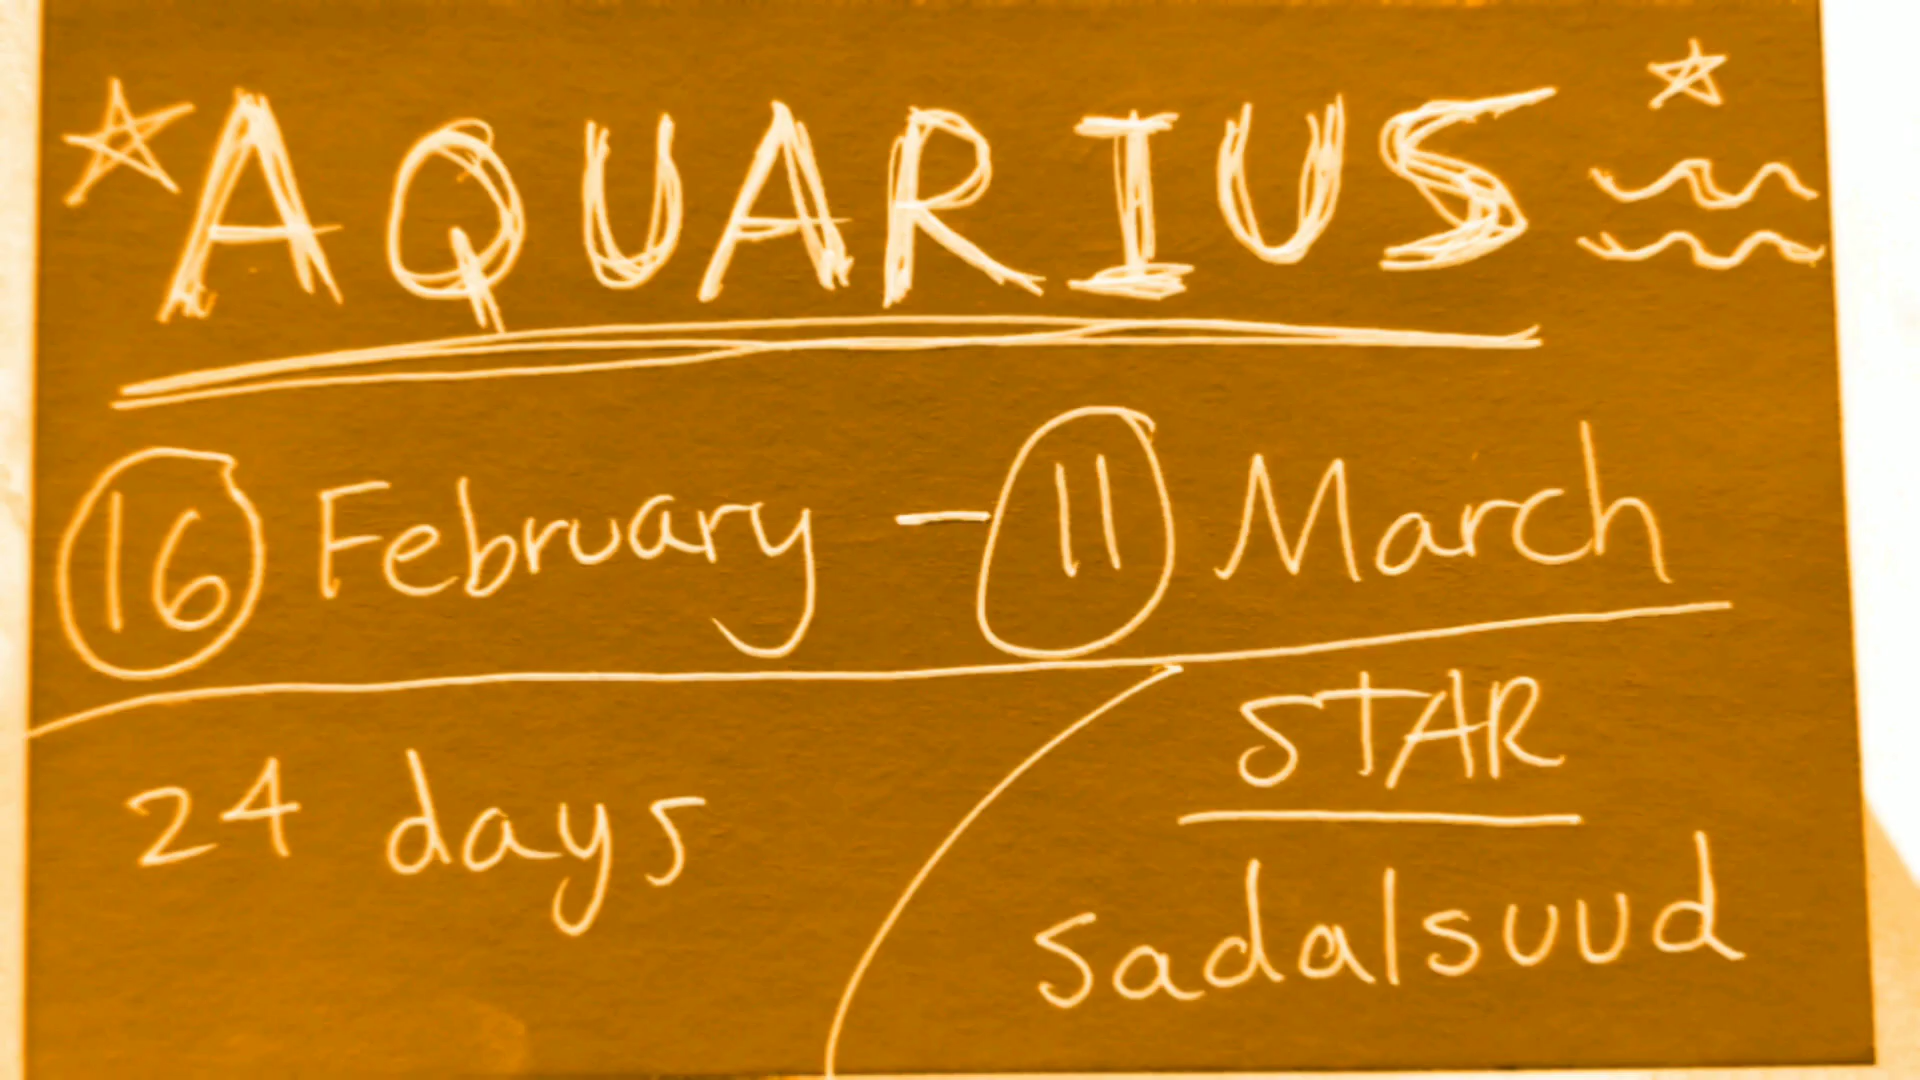 AQUARIUS
16 February - 11 March
24 days
STAR
Sadalsuud